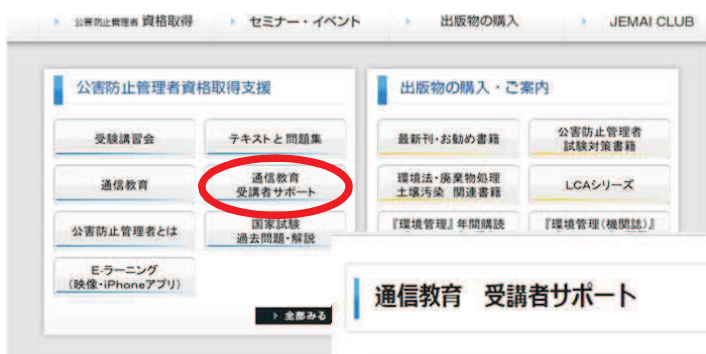 公害防止管理者 資格取得
セミナー・イベント
出版物の購入
JEMAI CLUB
公害防止管理者資格取得支援
受験講習会
テキストと問題集
通信教育
通信教育
受講者サポート
公害防止管理者とは
国家試験
過去問題・解説
E-ラーニング
(映像・iPhoneアプリ)
全部みる
出版物の購入・ご案内
最新刊・お勧め書籍
公害防止管理者
試験対策書籍
環境法・廃棄物処理
土壌汚染 関連書籍
LCAシリーズ
『環境管理』年間購読
『環境管理(機関誌)』
通信教育 受講者サポート